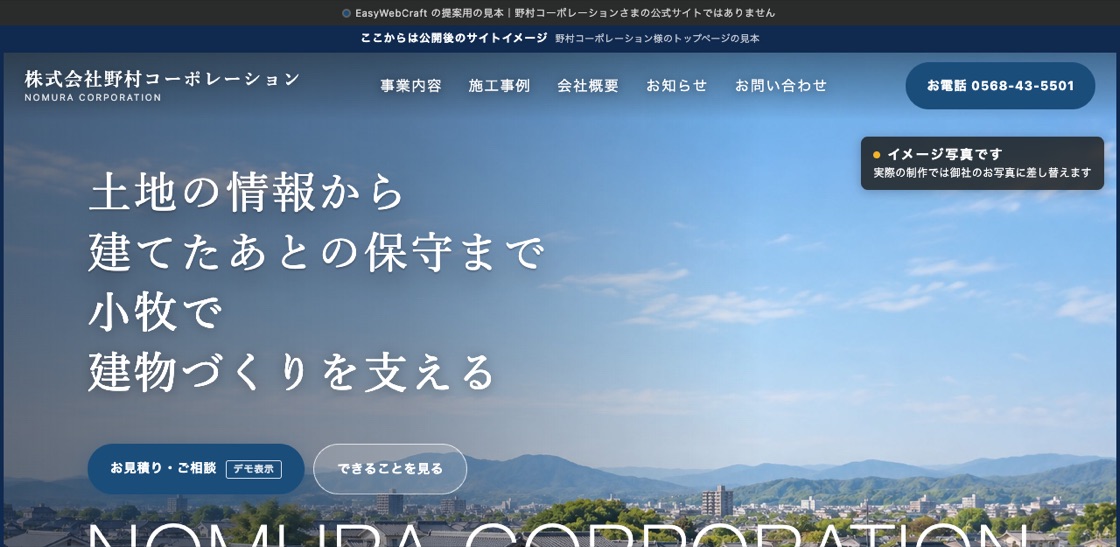 EasyWebCraft の提案用の見本｜野村コーポレーションさまの公式サイトではありません
ここからは公開後のサイトイメージ 野村コーポレーション様のトップページの見本
株式会社野村コーポレーション
NOMURA CORPORATION
事業内容 施工事例 会社概要 お知らせ お問い合わせ
お電話 0568-43-5501
イメージ写真です
実際の制作では御社のお写真に差し替えます
土地の情報から
建てたあとの保守まで
小牧で
建物づくりを支える
お見積り・ご相談 デモ表示 できることを見る
NOMURA CORPORATION